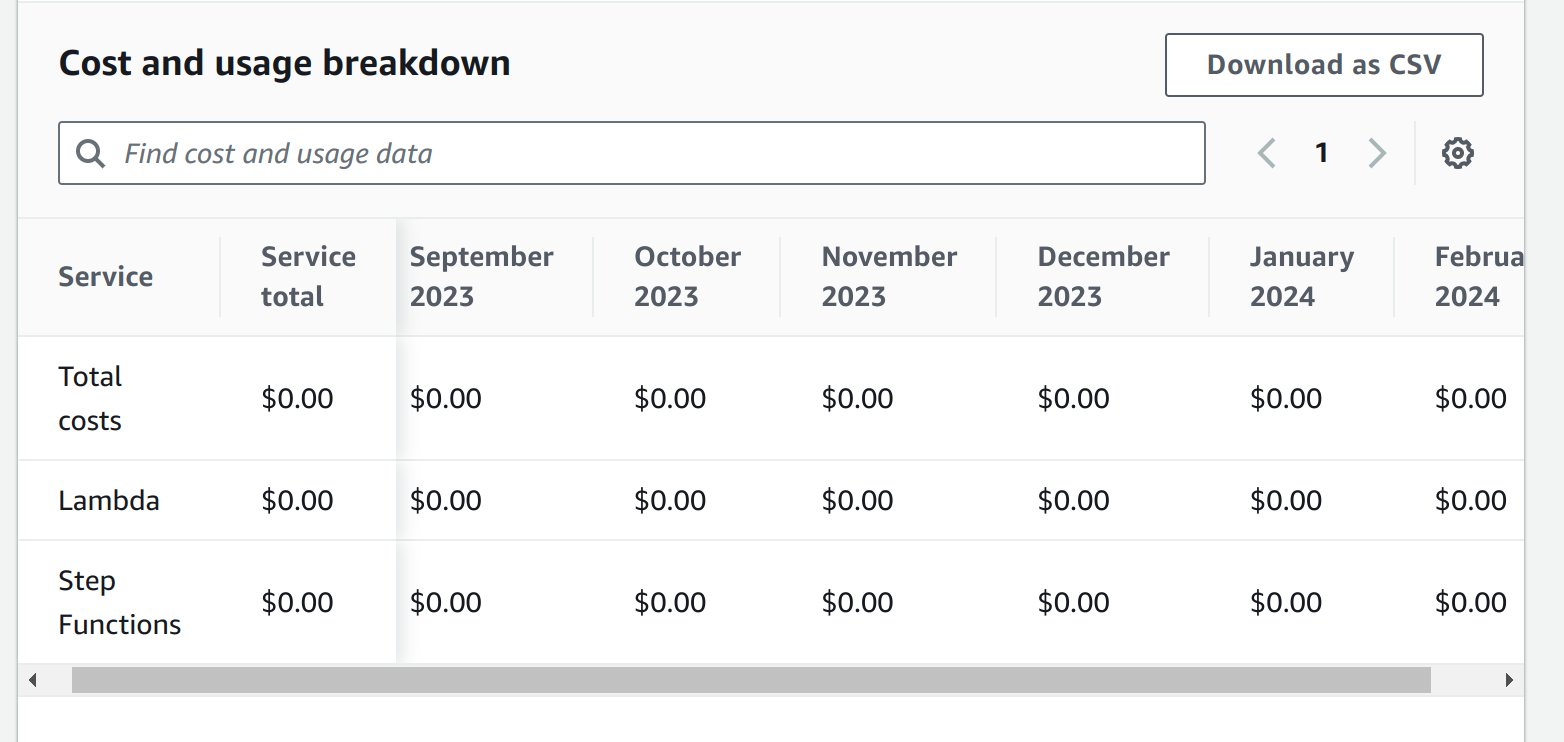 Cost and usage breakdown
Download as CSV
Find cost and usage data
1
Service
Service total
September 2023
October 2023
November 2023
December 2023
January 2024
Februa 2024
Total costs
$0.00 $0.00 $0.00 $0.00 $0.00 $0.00 $0.00
Lambda $0.00 $0.00 $0.00 $0.00 $0.00 $0.00 $0.00
Step Functions
$0.00 $0.00 $0.00 $0.00 $0.00 $0.00 $0.00